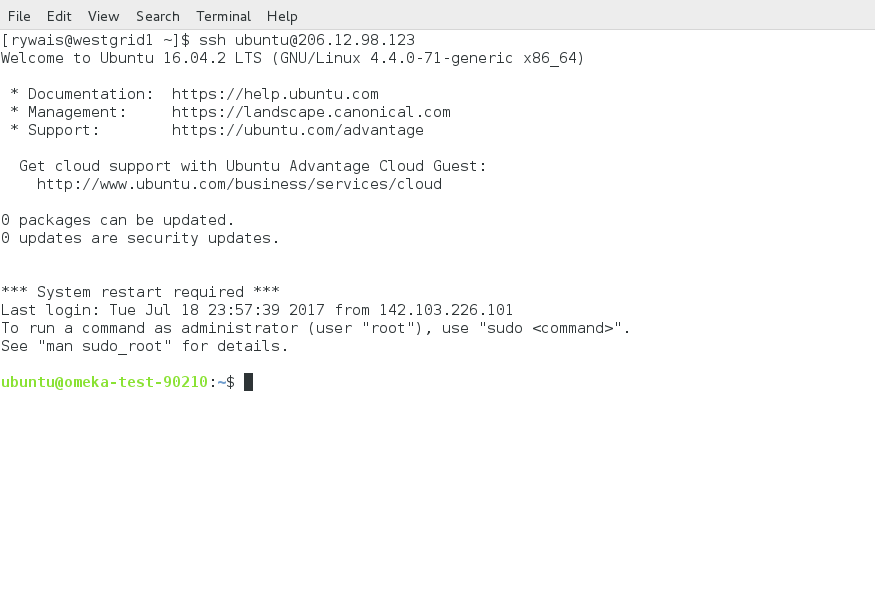 File Edit View Search Terminal Help
[rywais@westgrid1 ~]$ ssh ubuntu@206.12.98.123
Welcome to Ubuntu 16.04.2 LTS (GNU/Linux 4.4.0-71-generic x86_64)
* Documentation: https://help.ubuntu.com
* Management: https://landscape.canonical.com
* Support: https://ubuntu.com/advantage
Get cloud support with Ubuntu Advantage Cloud Guest:
http://www.ubuntu.com/business/services/cloud
0 packages can be updated.
0 updates are security updates.
*** System restart required ***
Last login: Tue Jul 18 23:57:39 2017 from 142.103.226.101
To run a command as administrator (user "root"), use "sudo <command>".
See "man sudo_root" for details.
ubuntu@omeka-test-90210:~$